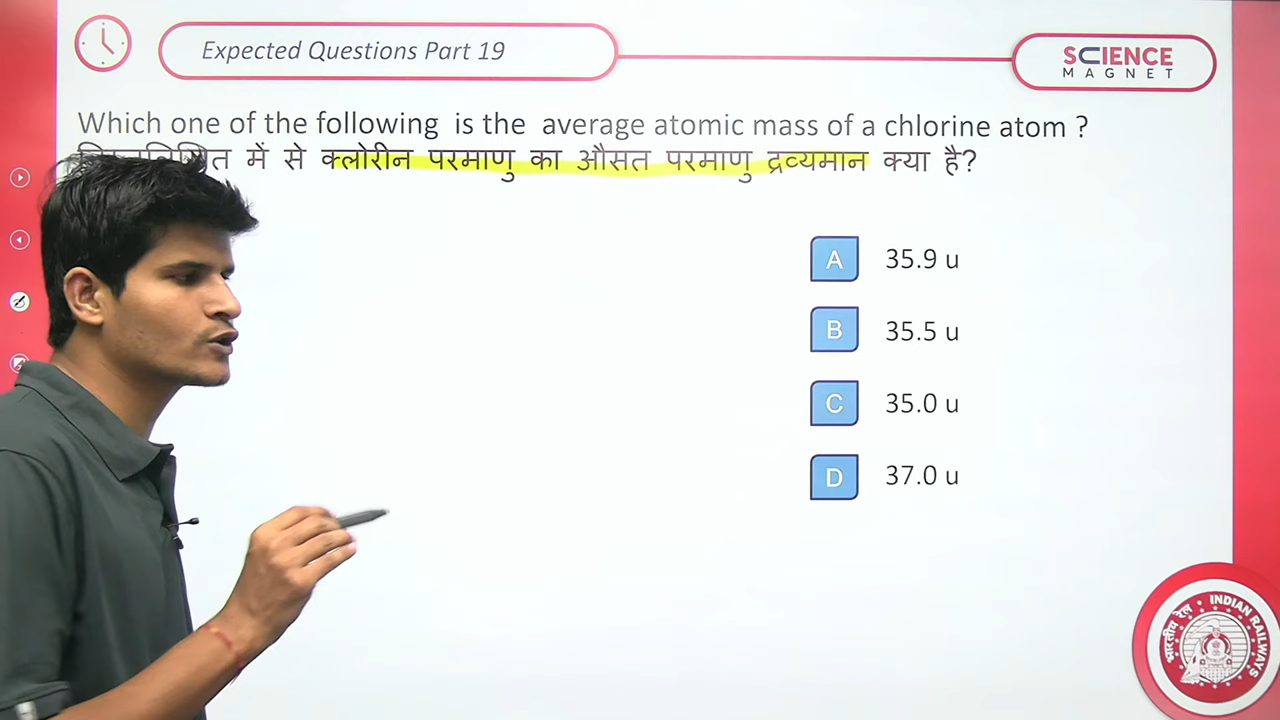 Expected Questions Part 19
SCIENCE
MAGNET
Which one of the following is the average atomic mass of a chlorine atom ?
में से क्लोरीन परमाणु का औसत परमाणु द्रव्यमान क्या है?
A 35.9 u
B 35.5 u
C 35.0 u
D 37.0 u
भारतीय रेल • INDIAN RAILWAYS